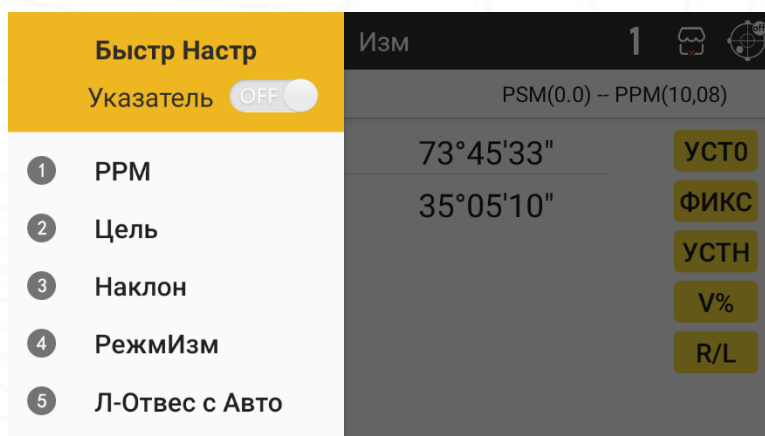 Быстр Настр
Указатель OFF
1 PPM
2 Цель
3 Наклон
4 РежмИзм
5 Л-Отвес с Авто
Изм 1 Off
PSM(0.0) -- PPM(10,08)
73°45'33" УСТ0
35°05'10" ФИКС
УСТН
V%
R/L